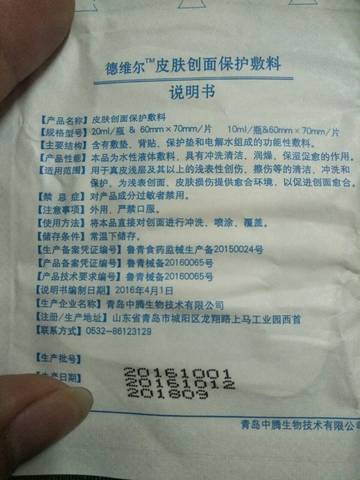 德维尔™皮肤创面保护敷料
说明书
【产品名称】皮肤创面保护敷料
【规格型号】20ml/瓶 & 60mm×70mm/片 10ml/瓶&60mm×70mm/片
【主要结构】含有敷垫、背贴、保护垫和电解水组成的功能性敷料。
【产品性能】本品为水性液体敷料，具有冲洗清洁、润燥、保湿促愈的作用。
【适用范围】用于真皮浅层及其以上的浅表性创伤、擦伤等的清洁、冲洗和
保护，为浅表创面、皮肤损伤提供愈合环境，以促进创面愈合。
【禁 忌 症】对产品成分过敏者禁用。
【注意事项】外用，严禁口服。
【使用方法】将本品直接对创面进行冲洗、喷涂、覆盖。
【储存条件】常温下储存。
【生产备案凭证编号】鲁青食药监械生产备20150024号
【产品备案凭证编号】鲁青械备20160065号
【产品技术要求编号】鲁青械备20160065号
【说明书编制日期】2016年4月1日
【生产企业名称】青岛中腾生物技术有限公司
【注册/生产地址】山东省青岛市城阳区龙翔路上马工业园西首
【联系方式】0532-86123129
【生产批号】
【生产日期】
20161001
20161012
201809
青岛中腾生物技术有限公